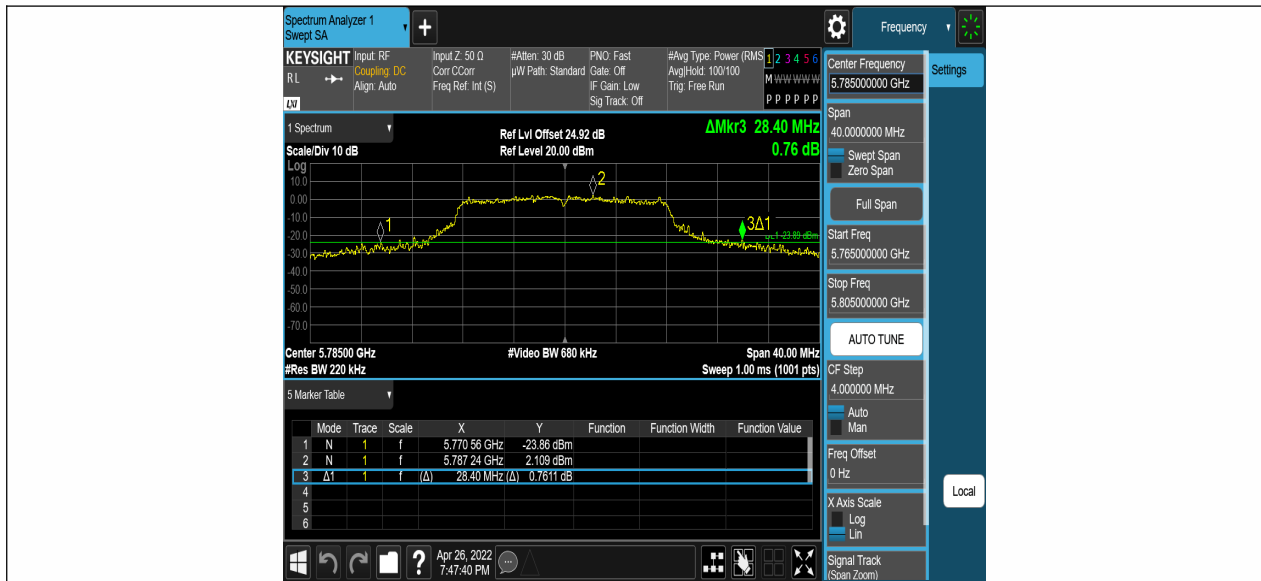 Spectrum Analyzer 1
Swept SA
+
Frequency
KEYSIGHT
RL
LXI
Input: RF
Coupling: DC
Align: Auto
Input Z: 50 Ω
Corr CCorr
Freq Ref: Int (S)
#Atten: 30 dB
µW Path: Standard
PNO: Fast
Gate: Off
IF Gain: Low
Sig Track: Off
#Avg Type: Power (RMS
Avg|Hold: 100/100
Trig: Free Run
1 2 3 4 5 6
M W W W W W
P P P P P P
1 Spectrum
Scale/Div 10 dB
Ref Lvl Offset 24.92 dB
Ref Level 20.00 dBm
ΔMkr3 28.40 MHz
0.76 dB
Log
10.0
0.00
-10.0
-20.0
-30.0
-40.0
-50.0
-60.0
-70.0
1
2
3Δ1
DL1 -23.89 dBm
Center 5.78500 GHz
#Res BW 220 kHz
#Video BW 680 kHz
Span 40.00 MHz
Sweep 1.00 ms (1001 pts)
5 Marker Table
Mode Trace Scale X Y Function Function Width Function Value
1 N 1 f 5.770 56 GHz -23.86 dBm
2 N 1 f 5.787 24 GHz 2.109 dBm
3 Δ1 1 f (Δ) 28.40 MHz (Δ) 0.7611 dB
4
5
6
?
Apr 26, 2022
7:47:40 PM
Center Frequency
5.785000000 GHz
Span
40.0000000 MHz
Swept Span
Zero Span
Full Span
Start Freq
5.765000000 GHz
Stop Freq
5.805000000 GHz
AUTO TUNE
CF Step
4.000000 MHz
Auto
Man
Freq Offset
0 Hz
X Axis Scale
Log
Lin
Signal Track
(Span Zoom)
Settings
Local